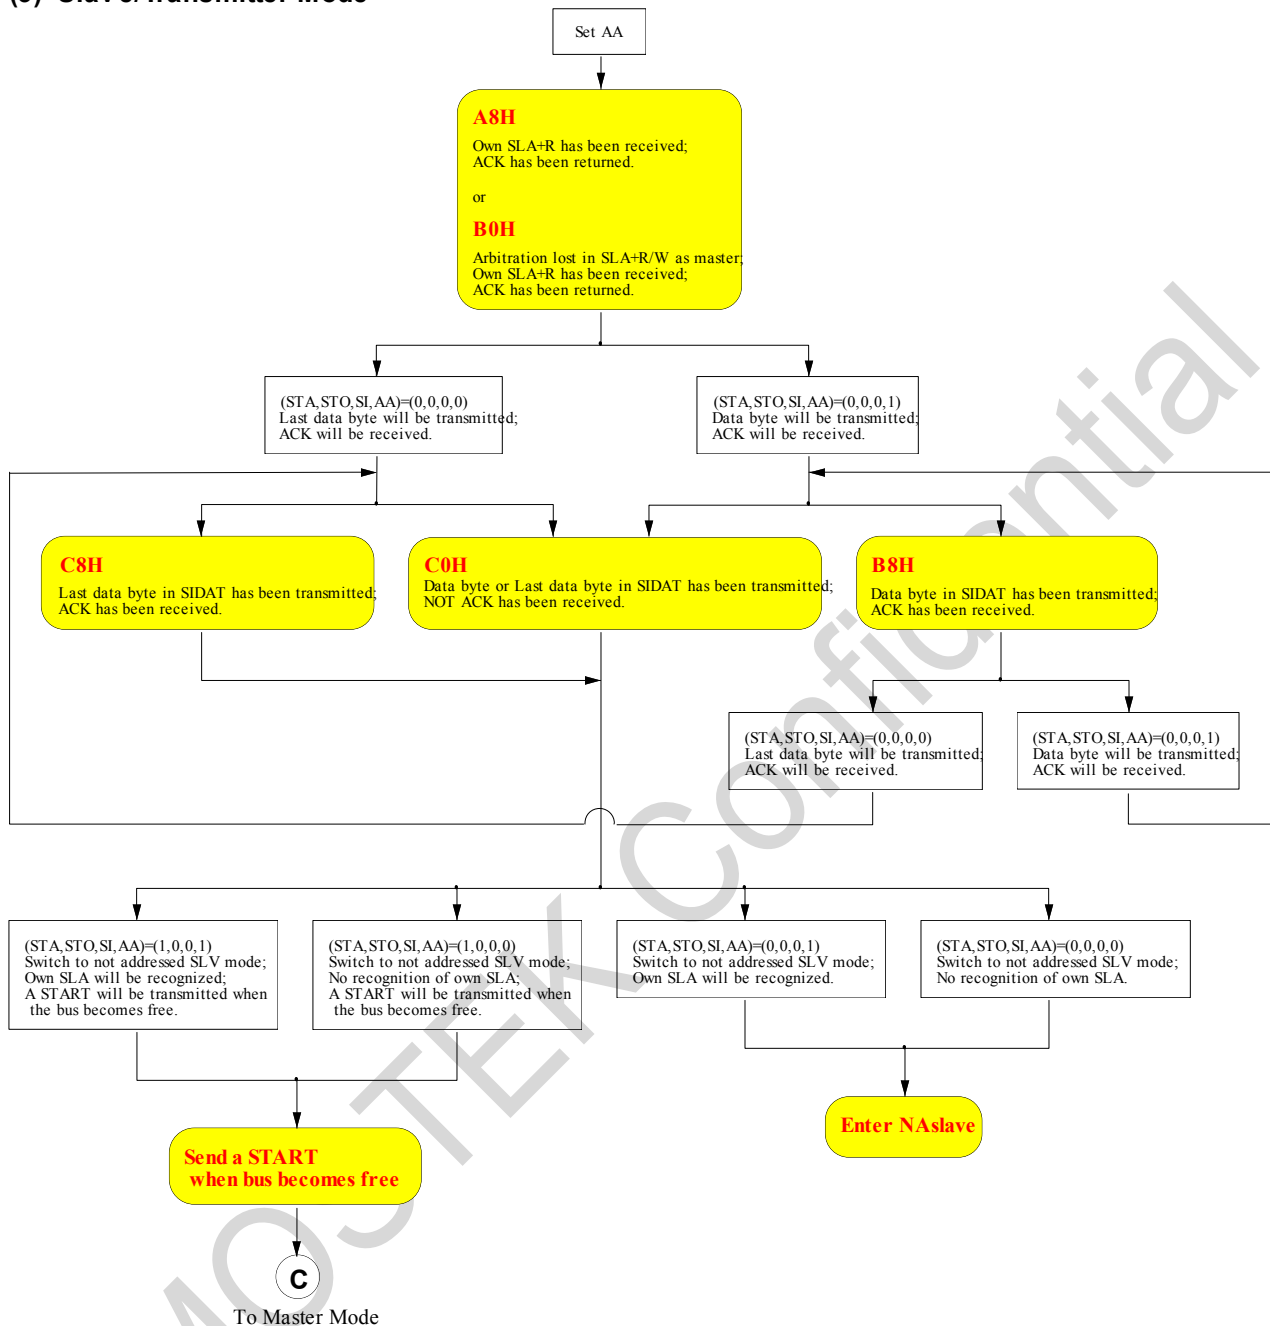 Set AA
A8H
Own SLA+R has been received;
ACK has been returned.
or
B0H
Arbitration lost in SLA+R/W as master;
Own SLA+R has been received;
ACK has been returned.
(STA,STO,SI,AA)=(0,0,0,0)
Last data byte will be transmitted;
ACK will be received.
(STA,STO,SI,AA)=(0,0,0,1)
Data byte will be transmitted;
ACK will be received.
C8H
Last data byte in SIDAT has been transmitted;
ACK has been received.
C0H
Data byte or Last data byte in SIDAT has been transmitted;
NOT ACK has been received.
B8H
Data byte in SIDAT has been transmitted;
ACK has been received.
(STA,STO,SI,AA)=(0,0,0,0)
Last data byte will be transmitted;
ACK will be received.
(STA,STO,SI,AA)=(0,0,0,1)
Data byte will be transmitted;
ACK will be received.
(STA,STO,SI,AA)=(1,0,0,1)
Switch to not addressed SLV mode;
Own SLA will be recognized;
A START will be transmitted when
the bus becomes free.
(STA,STO,SI,AA)=(1,0,0,0)
Switch to not addressed SLV mode;
No recognition of own SLA;
A START will be transmitted when
the bus becomes free.
(STA,STO,SI,AA)=(0,0,0,1)
Switch to not addressed SLV mode;
Own SLA will be recognized.
(STA,STO,SI,AA)=(0,0,0,0)
Switch to not addressed SLV mode;
No recognition of own SLA.
Send a START
when bus becomes free
Enter NAslave
C
To Master Mode
MOSTEK Confidential